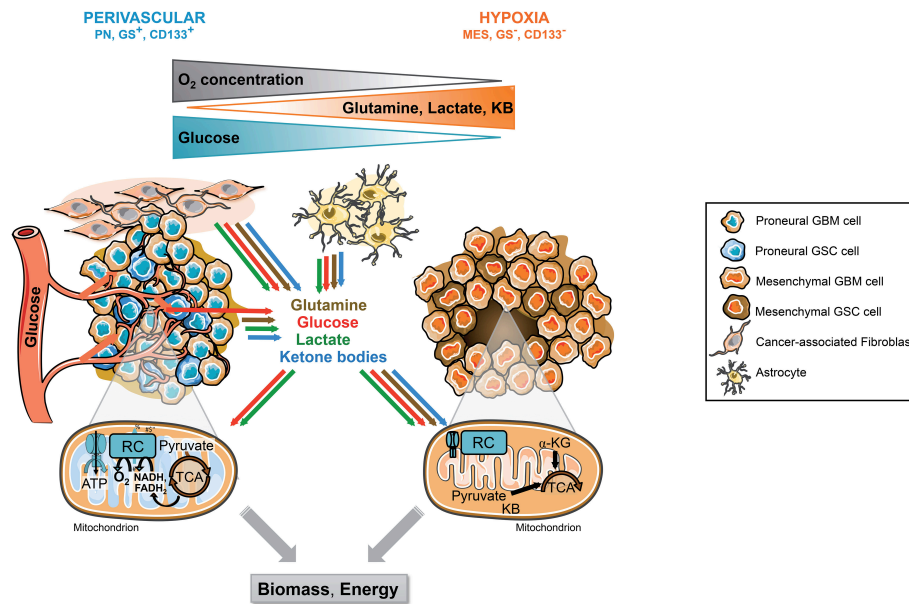 PERIVASCULAR
PN, GS+, CD133+
HYPOXIA
MES, GS-, CD133-
O2 concentration
Glutamine, Lactate, KB
Glucose
Glucose
Glutamine
Glucose
Lactate
Ketone bodies
RC
Pyruvate
ATP
O2
NADH,
FADH2
TCA
Mitochondrion
RC
α-KG
Pyruvate
TCA
KB
Mitochondrion
Biomass, Energy
Proneural GBM cell
Proneural GSC cell
Mesenchymal GBM cell
Mesenchymal GSC cell
Cancer-associated Fibroblas
Astrocyte